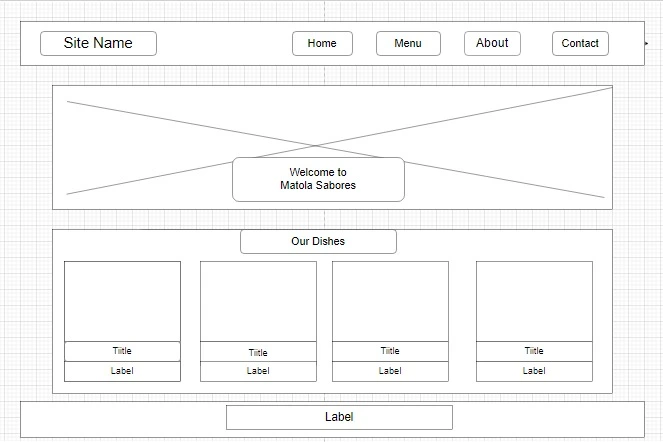 Site Name
Home
Menu
About
Contact
Welcome to
Matola Sabores
Our Dishes
Tiitle
Tiitle
Tiitle
Tiitle
Label
Label
Label
Label
Label